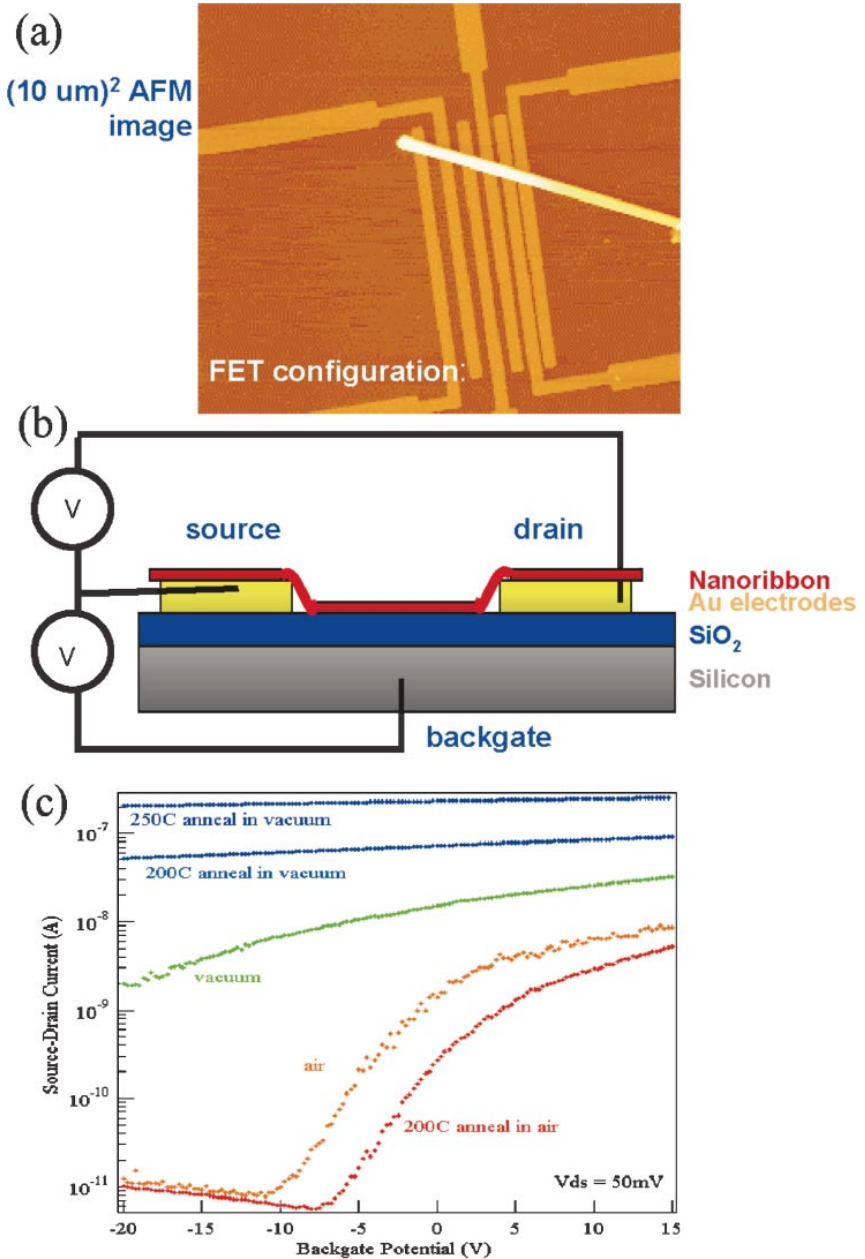 (a)
(10 um)² AFM
image
FET configuration:
(b)
V
source
drain
Nanoribbon
Au electrodes
SiO₂
V
Silicon
backgate
(c)
250C anneal in vacuum
10⁻⁷
200C anneal in vacuum
10⁻⁸
vacuum
Source-Drain Current (A)
10⁻⁹
air
10⁻¹⁰
200C anneal in air
10⁻¹¹
Vds = 50mV
-20 -15 -10 -5 0 5 10 15
Backgate Potential (V)